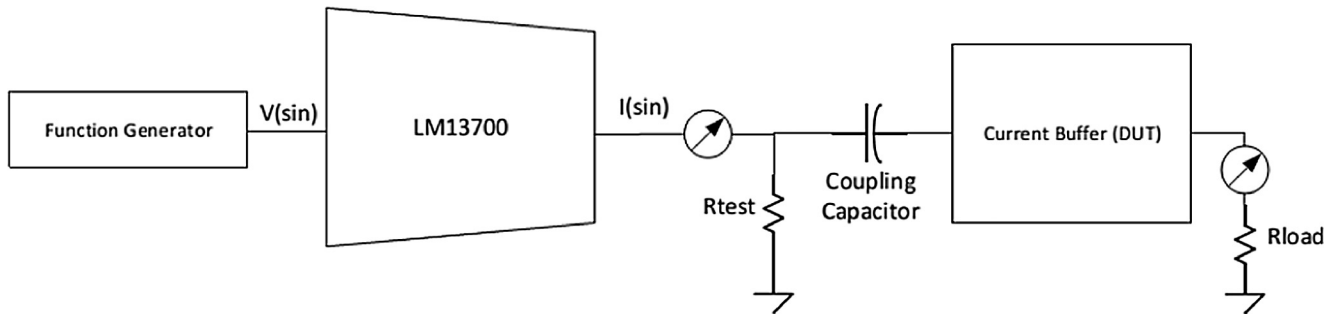 Function Generator
V(sin)
LM13700
I(sin)
Rtest
Coupling
Capacitor
Current Buffer (DUT)
Rload